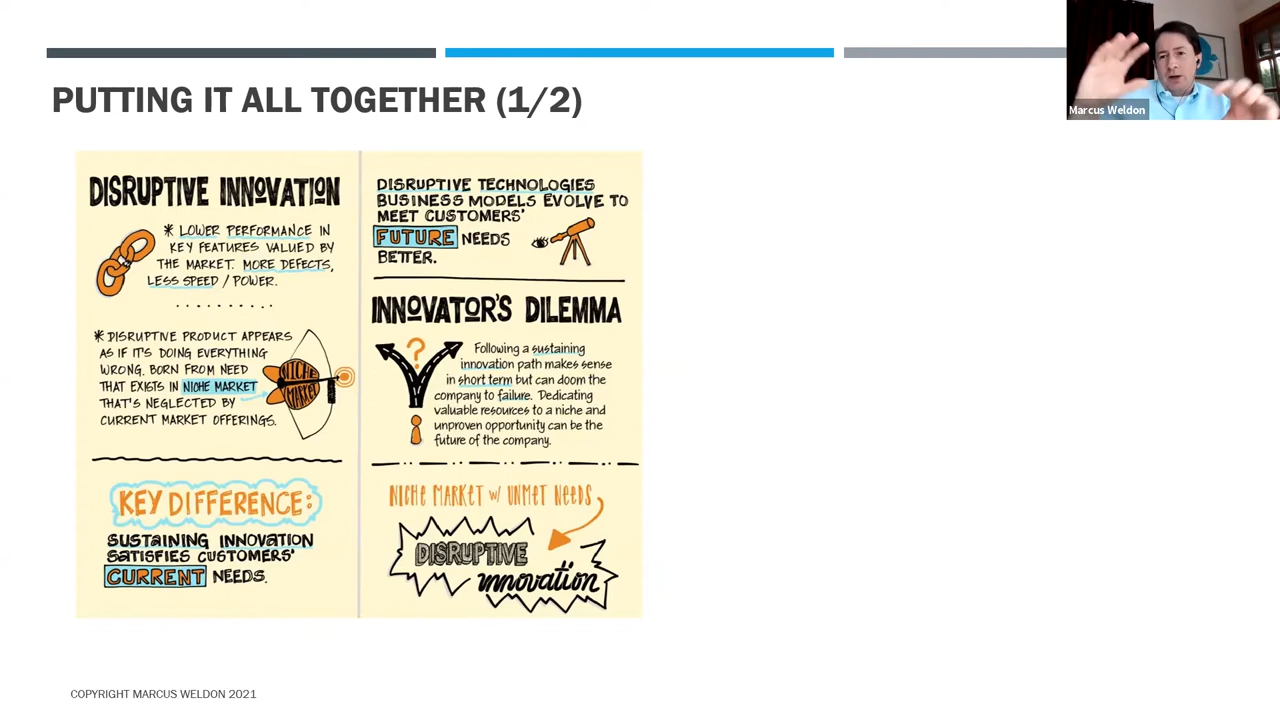 PUTTING IT ALL TOGETHER (1/2)
Marcus Weldon
DISRUPTIVE INNOVATION
* LOWER PERFORMANCE IN
KEY FEATURES VALUED BY
THE MARKET. MORE DEFECTS,
LESS SPEED / POWER.
* DISRUPTIVE PRODUCT APPEARS
AS IF IT'S DOING EVERYTHING
WRONG. BORN FROM NEED
THAT EXISTS IN NICHE MARKET
THAT'S NEGLECTED BY
CURRENT MARKET OFFERINGS.
NICHE
MARKET
KEY DIFFERENCE:
SUSTAINING INNOVATION
SATISFIES CUSTOMERS'
CURRENT NEEDS.
DISRUPTIVE TECHNOLOGIES
BUSINESS MODELS EVOLVE TO
MEET CUSTOMERS'
FUTURE NEEDS
BETTER.
INNOVATOR'S DILEMMA
?
Following a sustaining
innovation path makes sense
in short term but can doom the
company to failure. Dedicating
valuable resources to a niche and
unproven opportunity can be the
future of the company.
NICHE MARKET w/ UNMET NEEDS
DISRUPTIVE
innovation
COPYRIGHT MARCUS WELDON 2021